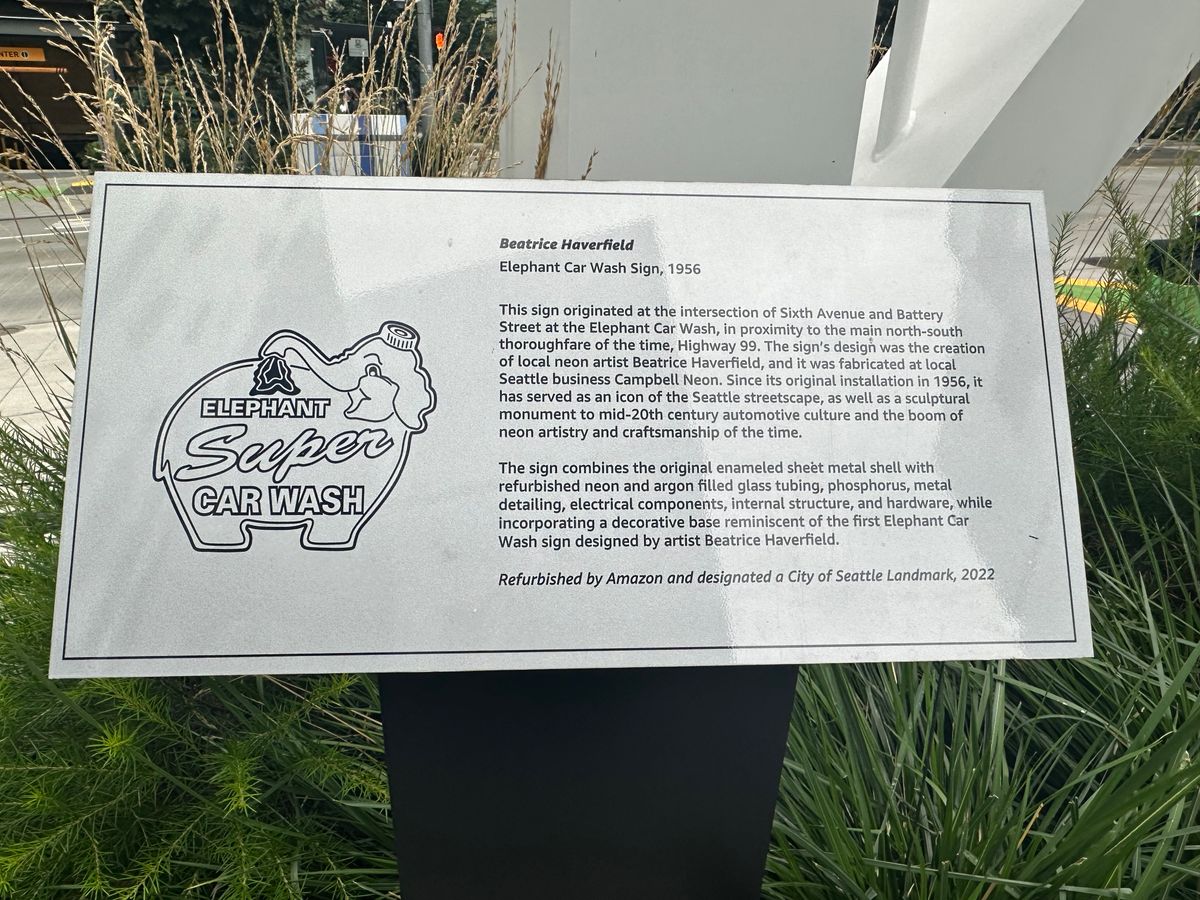 NTER
Beatrice Haverfield
Elephant Car Wash Sign, 1956
This sign originated at the intersection of Sixth Avenue and Battery
Street at the Elephant Car Wash, in proximity to the main north-south
thoroughfare of the time, Highway 99. The sign's design was the creation
of local neon artist Beatrice Haverfield, and it was fabricated at local
Seattle business Campbell Neon. Since its original installation in 1956, it
has served as an icon of the Seattle streetscape, as well as a sculptural
monument to mid-20th century automotive culture and the boom of
neon artistry and craftsmanship of the time.
The sign combines the original enameled sheet metal shell with
refurbished neon and argon filled glass tubing, phosphorus, metal
detailing, electrical components, internal structure, and hardware, while
incorporating a decorative base reminiscent of the first Elephant Car
Wash sign designed by artist Beatrice Haverfield.
Refurbished by Amazon and designated a City of Seattle Landmark, 2022
ELEPHANT
Super
CAR WASH